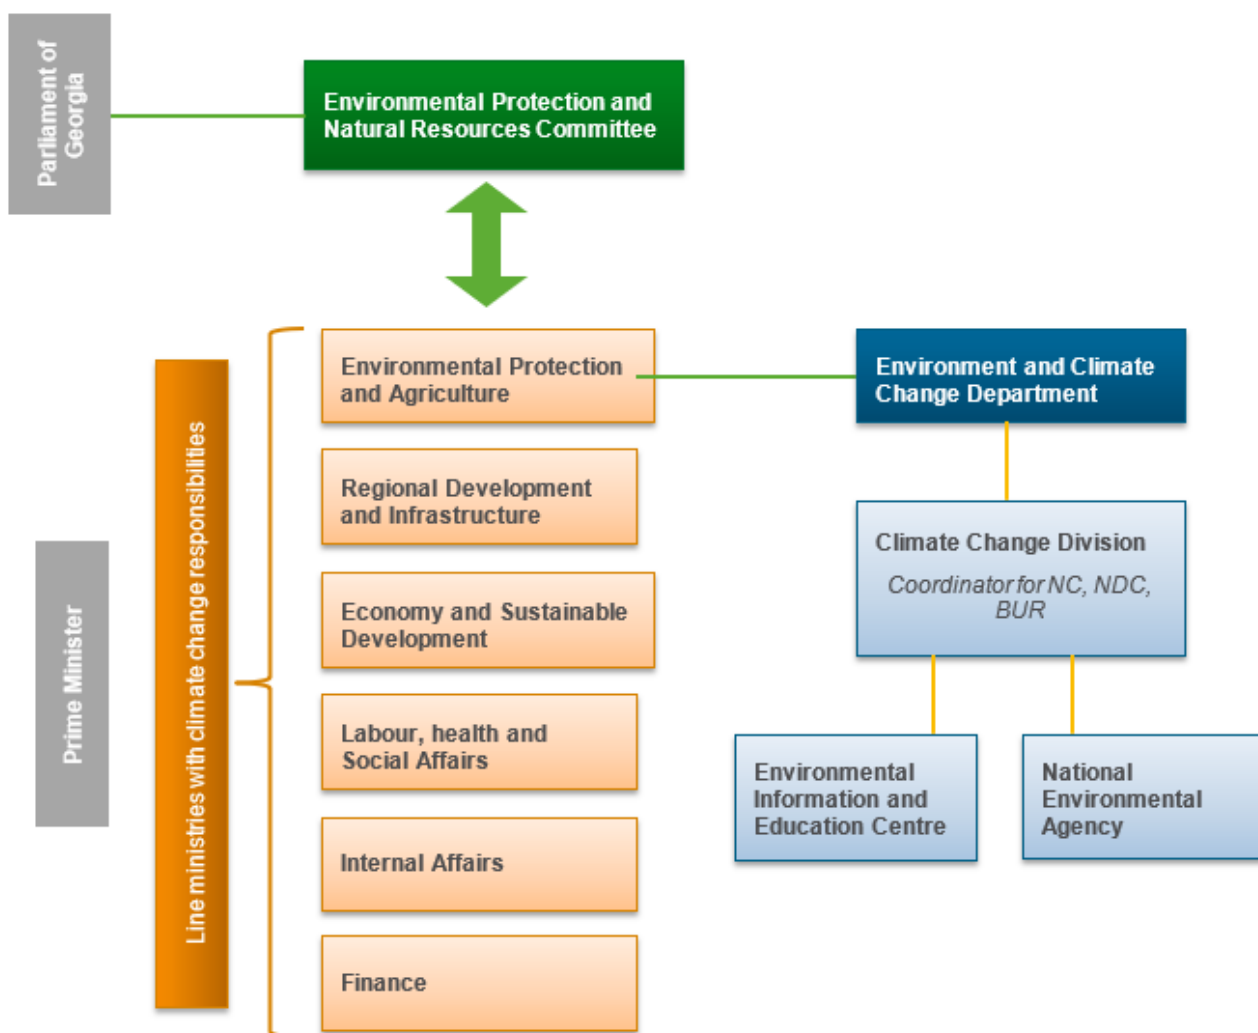 Parliament of
Georgia
Environmental Protection and
Natural Resources Committee
Prime Minister
Line ministries with climate change responsibilities
Environmental Protection
and Agriculture
Regional Development
and Infrastructure
Economy and Sustainable
Development
Labour, health and
Social Affairs
Internal Affairs
Finance
Environment and Climate
Change Department
Climate Change Division
Coordinator for NC, NDC,
BUR
Environmental
Information and
Education Centre
National
Environmental
Agency